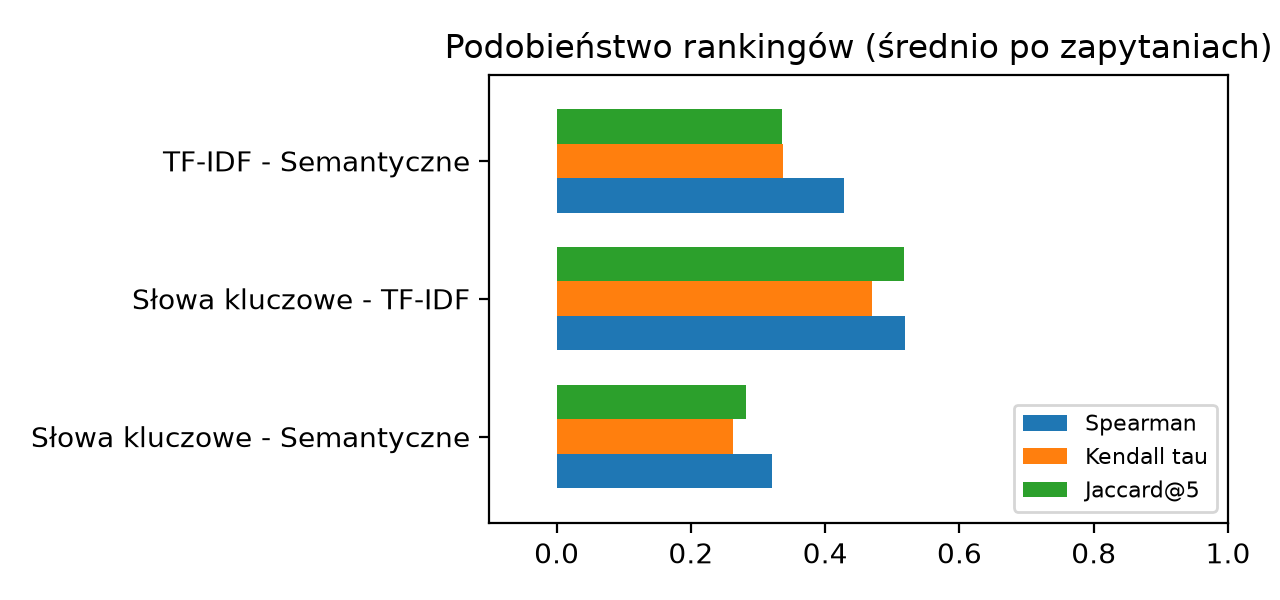 Podobieństwo rankingów (średnio po zapytaniach)
TF-IDF - Semantyczne
Słowa kluczowe - TF-IDF
Słowa kluczowe - Semantyczne
Spearman
Kendall tau
Jaccard@5
0.0 0.2 0.4 0.6 0.8 1.0